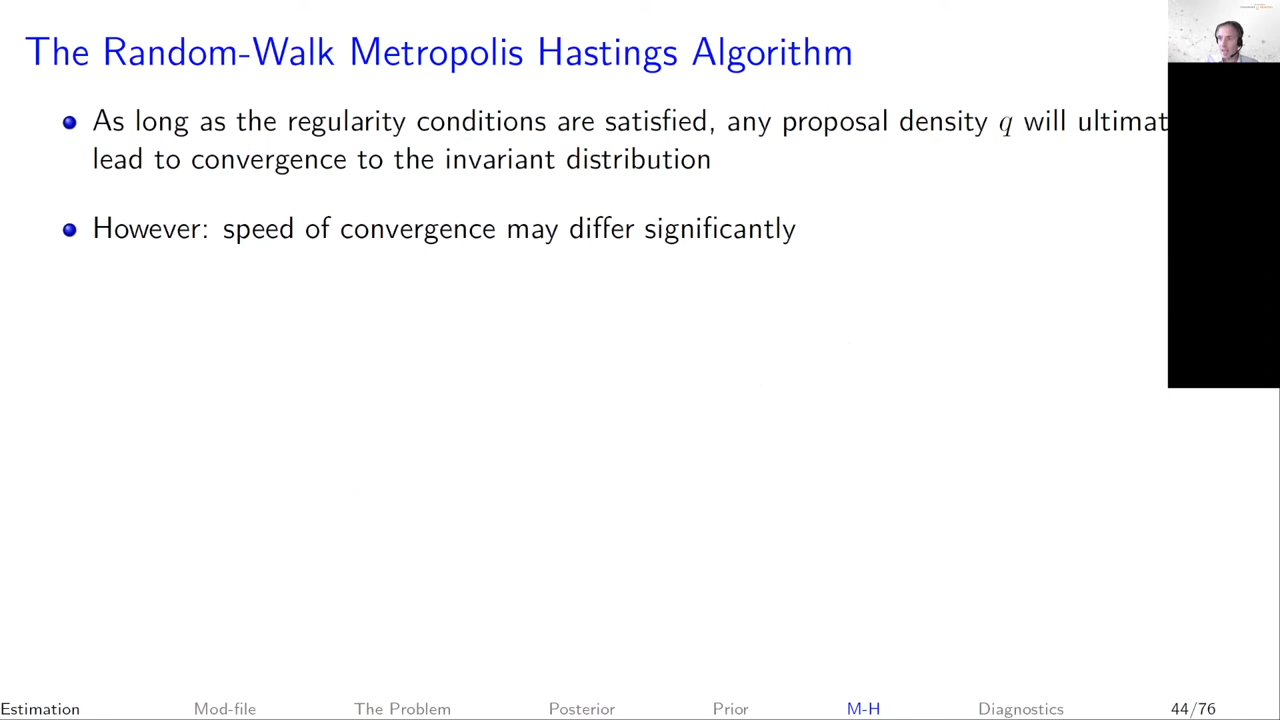 The Random-Walk Metropolis Hastings Algorithm
As long as the regularity conditions are satisfied, any proposal density q will ultimat
lead to convergence to the invariant distribution
However: speed of convergence may differ significantly
Estimation Mod-file The Problem Posterior Prior M-H Diagnostics 44/76